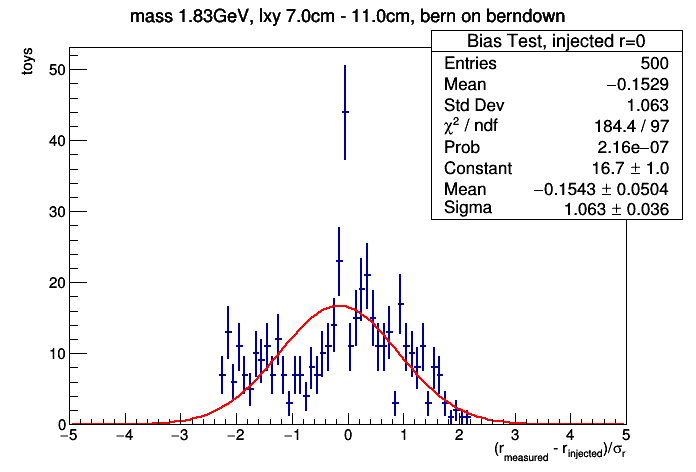 mass 1.83GeV, lxy 7.0cm - 11.0cm, bern on berndown
toys
Bias Test, injected r=0
Entries 500
Mean −0.1529
Std Dev 1.063
χ² / ndf 184.4 / 97
Prob 2.16e−07
Constant 16.7 ± 1.0
Mean −0.1543 ± 0.0504
Sigma 1.063 ± 0.036
50
40
30
20
10
0
−5 −4 −3 −2 −1 0 1 2 3 4 5
(r_measured - r_injected)/σ_r